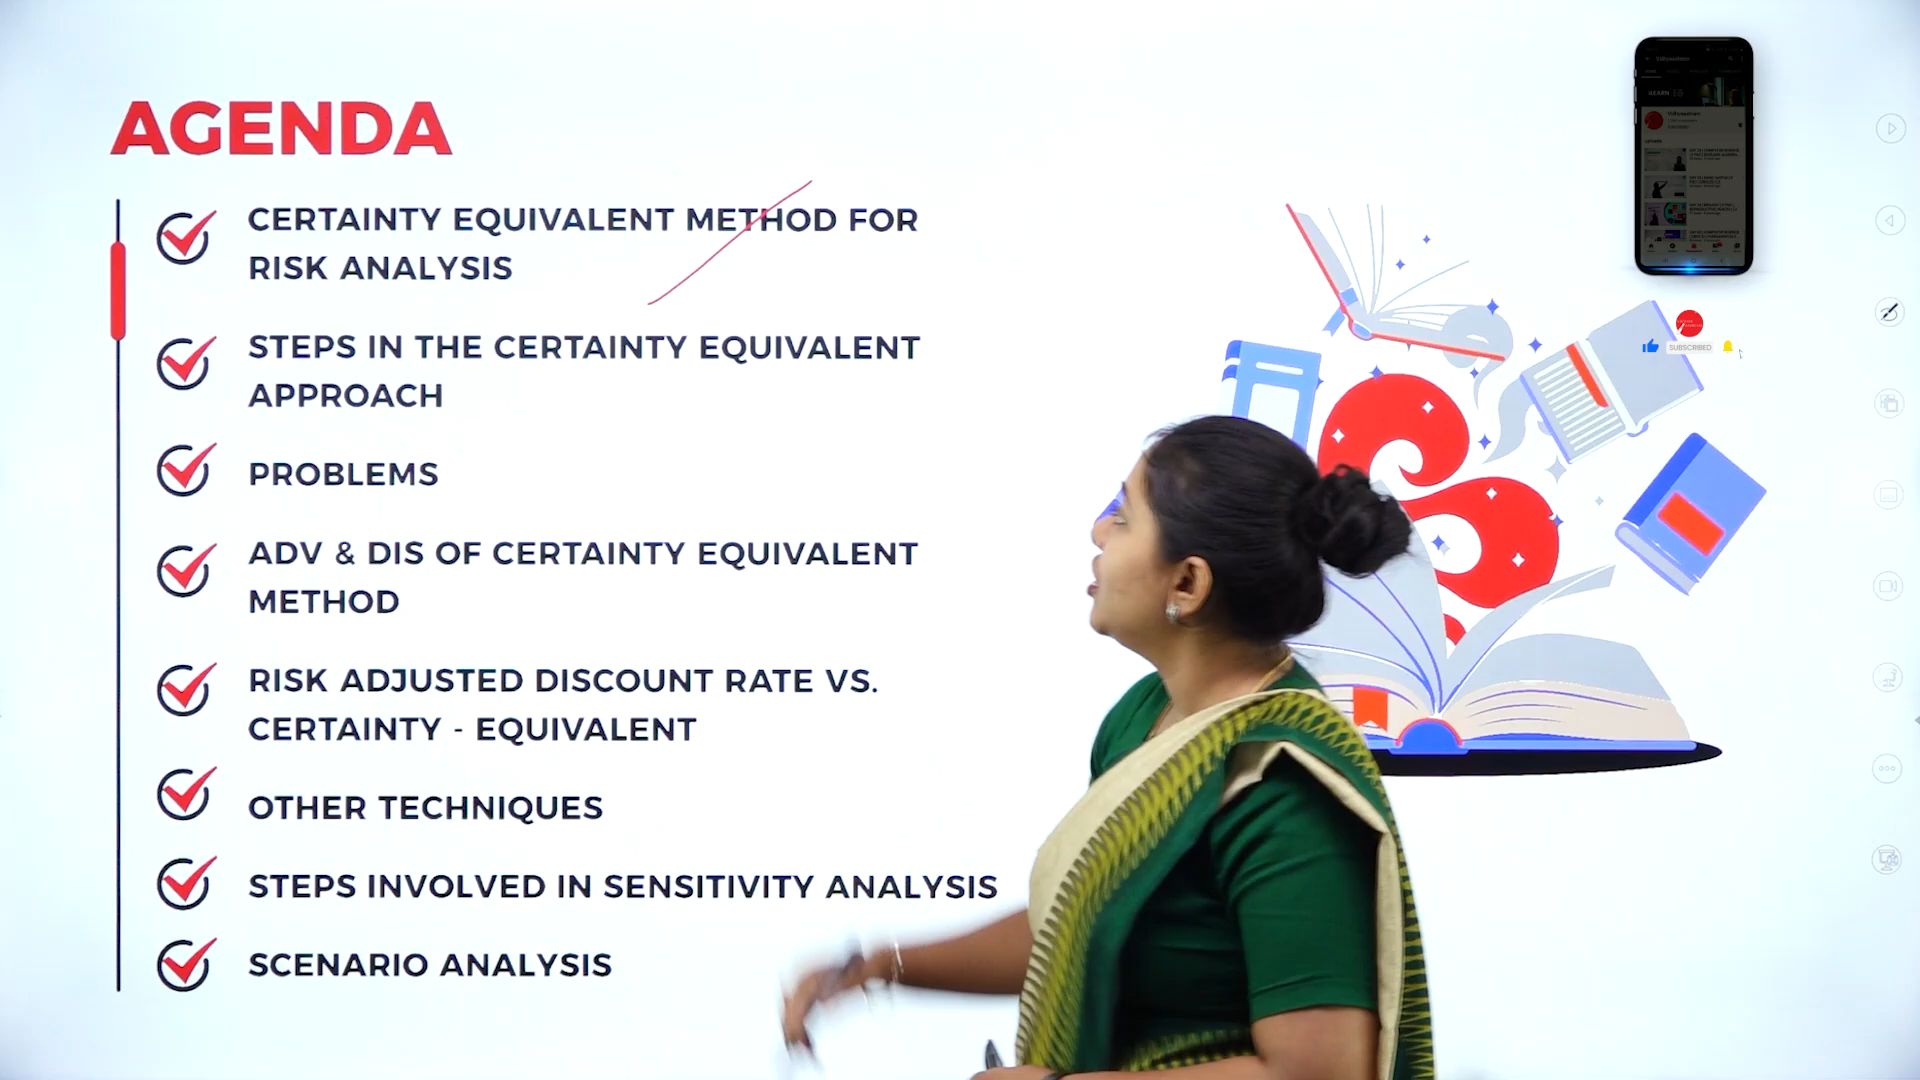 AGENDA
CERTAINTY EQUIVALENT METHOD FOR
RISK ANALYSIS
STEPS IN THE CERTAINTY EQUIVALENT
APPROACH
PROBLEMS
ADV & DIS OF CERTAINTY EQUIVALENT
METHOD
RISK ADJUSTED DISCOUNT RATE VS.
CERTAINTY - EQUIVALENT
OTHER TECHNIQUES
STEPS INVOLVED IN SENSITIVITY ANALYSIS
SCENARIO ANALYSIS
SUBSCRIBED